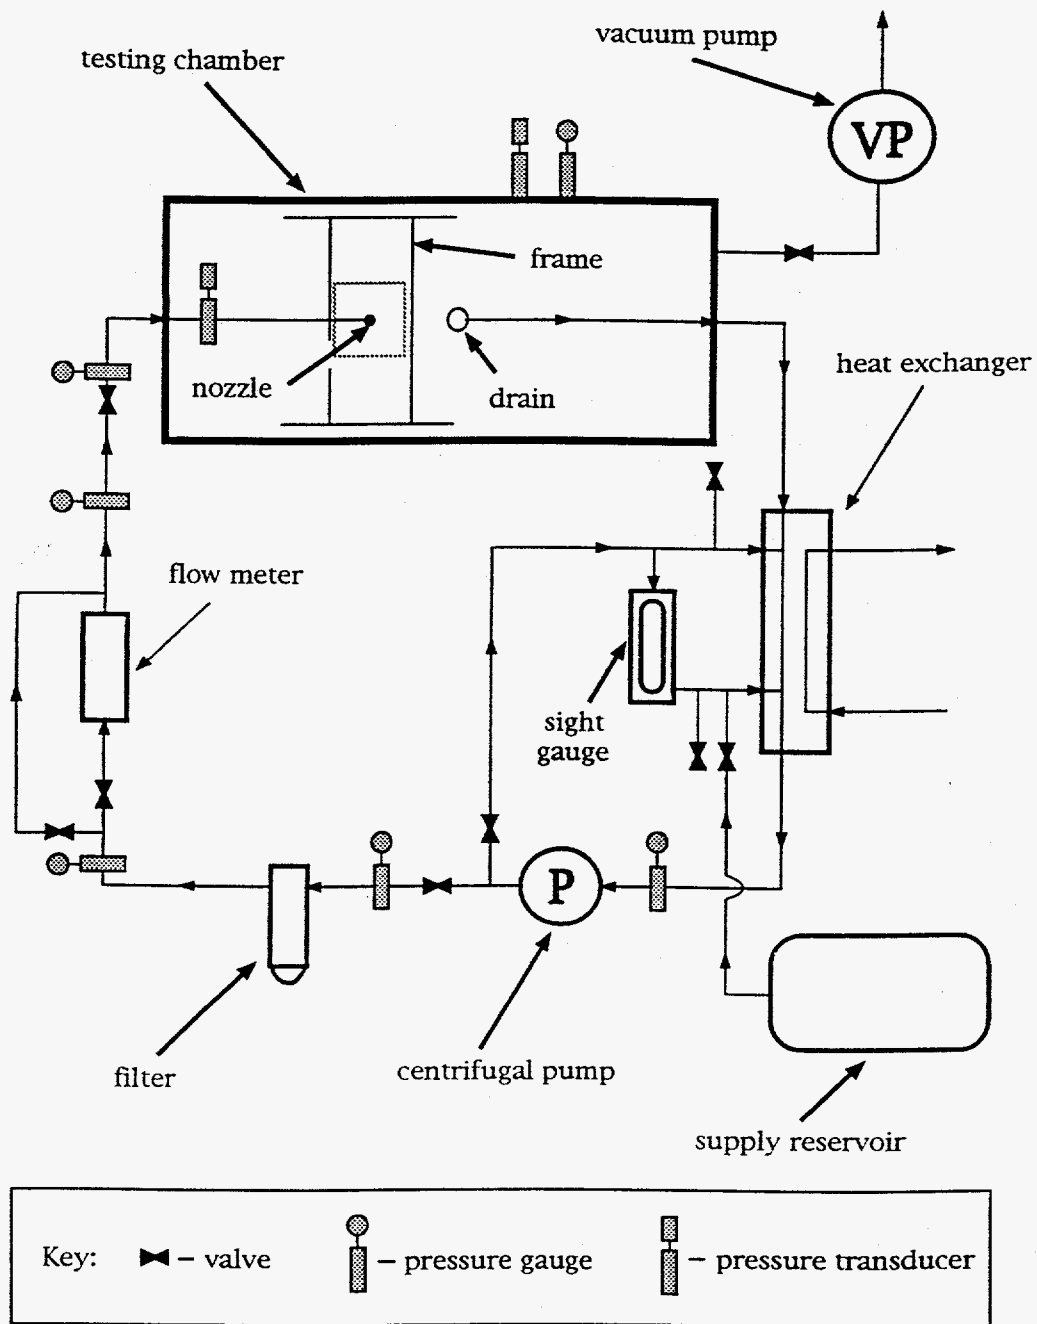 vacuum pump
testing chamber
VP
frame
nozzle
drain
heat exchanger
flow meter
sight
gauge
P
filter
centrifugal pump
supply reservoir
Key: – valve – pressure gauge – pressure transducer